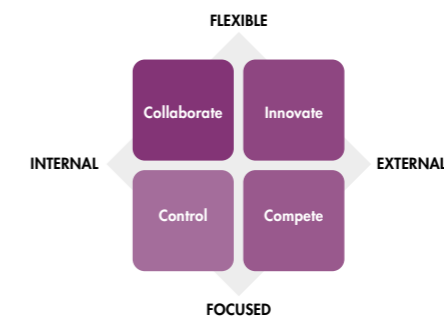 FLEXIBLE
Collaborate Innovate
INTERNAL EXTERNAL
Control Compete
FOCUSED